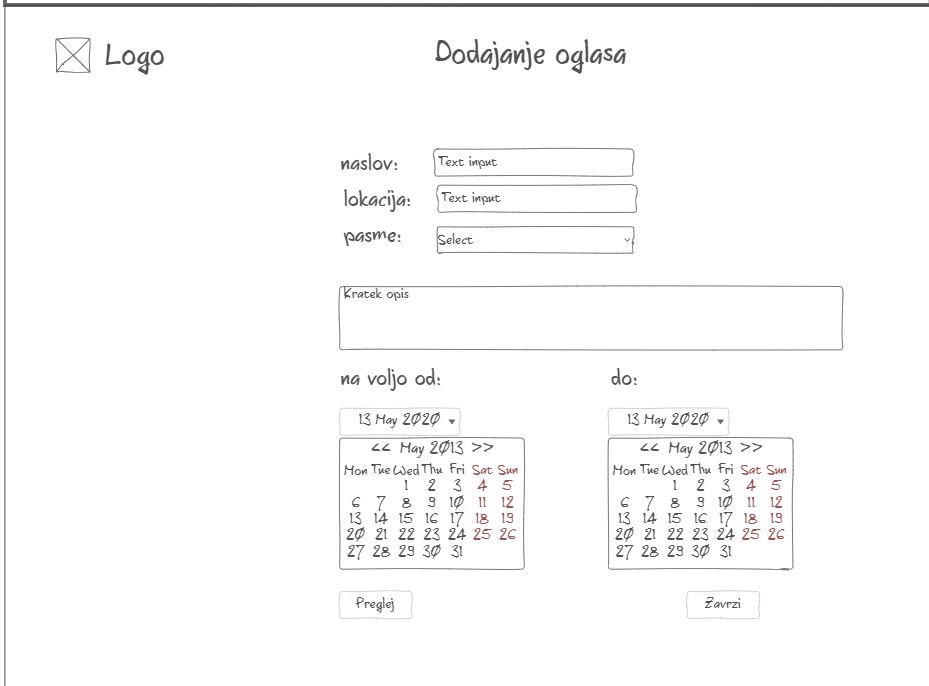 Logo
Dodajanje oglasa
naslov: Text input
lokacija: Text input
pasme: Select
Kratek opis
na voljo od: do:
13 May 2020 13 May 2020
<< May 2013 >> << May 2013 >>
Mon Tue Wed Thu Fri Sat Sun Mon Tue Wed Thu Fri Sat Sun
1 2 3 4 5 1 2 3 4 5
6 7 8 9 10 11 12 6 7 8 9 10 11 12
13 14 15 16 17 18 19 13 14 15 16 17 18 19
20 21 22 23 24 25 26 20 21 22 23 24 25 26
27 28 29 30 31 27 28 29 30 31
Preglej Zavrzi